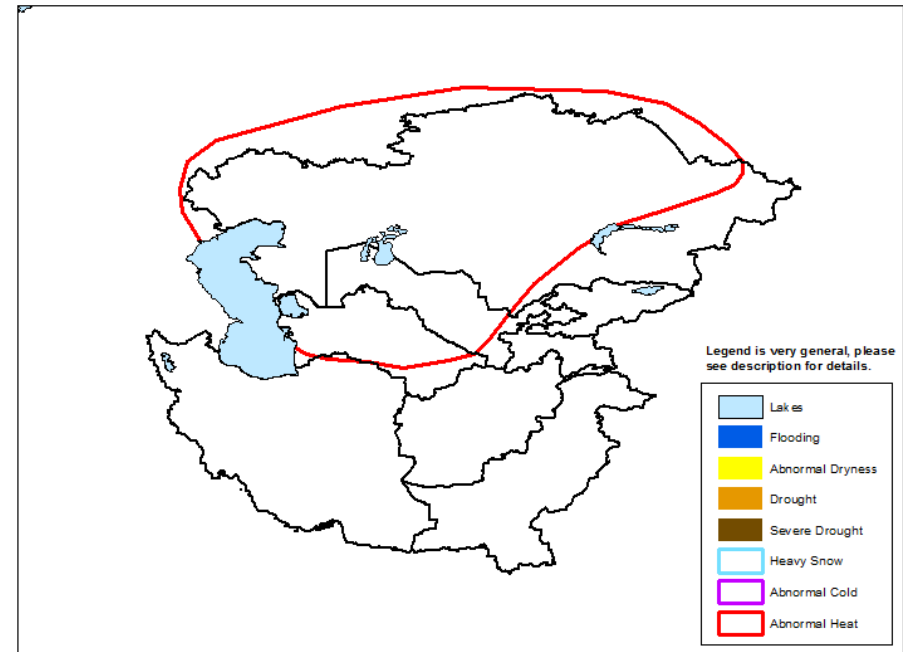 Legend is very general, please
see description for details.
Lakes
Flooding
Abnormal Dryness
Drought
Severe Drought
Heavy Snow
Abnormal Cold
Abnormal Heat